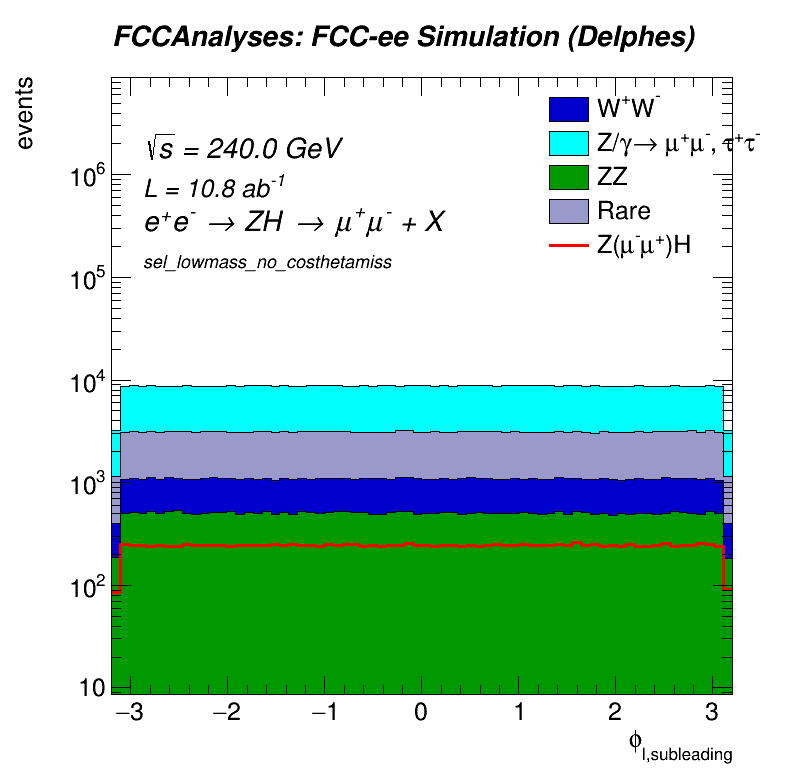 FCCAnalyses: FCC-ee Simulation (Delphes)
events
√s = 240.0 GeV
L = 10.8 ab⁻¹
e⁺e⁻ → ZH → μ⁺μ⁻ + X
sel_lowmass_no_costhetamiss
W⁺W⁻
Z/γ→ μ⁺μ⁻, τ⁺τ⁻
ZZ
Rare
Z(μ⁻μ⁺)H
10⁶
10⁵
10⁴
10³
10²
10
−3 −2 −1 0 1 2 3
ϕl,subleading